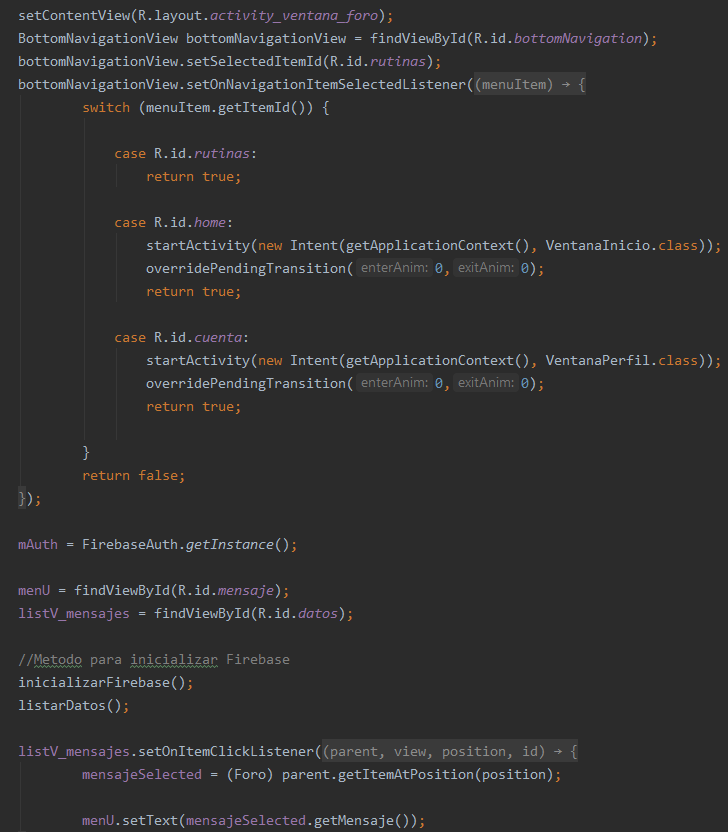 setContentView(R.layout.activity_ventana_foro);
BottomNavigationView bottomNavigationView = findViewById(R.id.bottomNavigation);
bottomNavigationView.setSelectedItemId(R.id.rutinas);
bottomNavigationView.setOnNavigationItemSelectedListener((menuItem) → {
switch (menuItem.getItemId()) {
case R.id.rutinas:
return true;
case R.id.home:
startActivity(new Intent(getApplicationContext(), VentanaInicio.class));
overridePendingTransition( enterAnim: 0, exitAnim: 0);
return true;
case R.id.cuenta:
startActivity(new Intent(getApplicationContext(), VentanaPerfil.class));
overridePendingTransition( enterAnim: 0, exitAnim: 0);
return true;
}
return false;
});
mAuth = FirebaseAuth.getInstance();
menU = findViewById(R.id.mensaje);
listV_mensajes = findViewById(R.id.datos);
//Metodo para inicializar Firebase
inicializarFirebase();
listarDatos();
listV_mensajes.setOnItemClickListener((parent, view, position, id) → {
mensajeSelected = (Foro) parent.getItemAtPosition(position);
menU.setText(mensajeSelected.getMensaje());